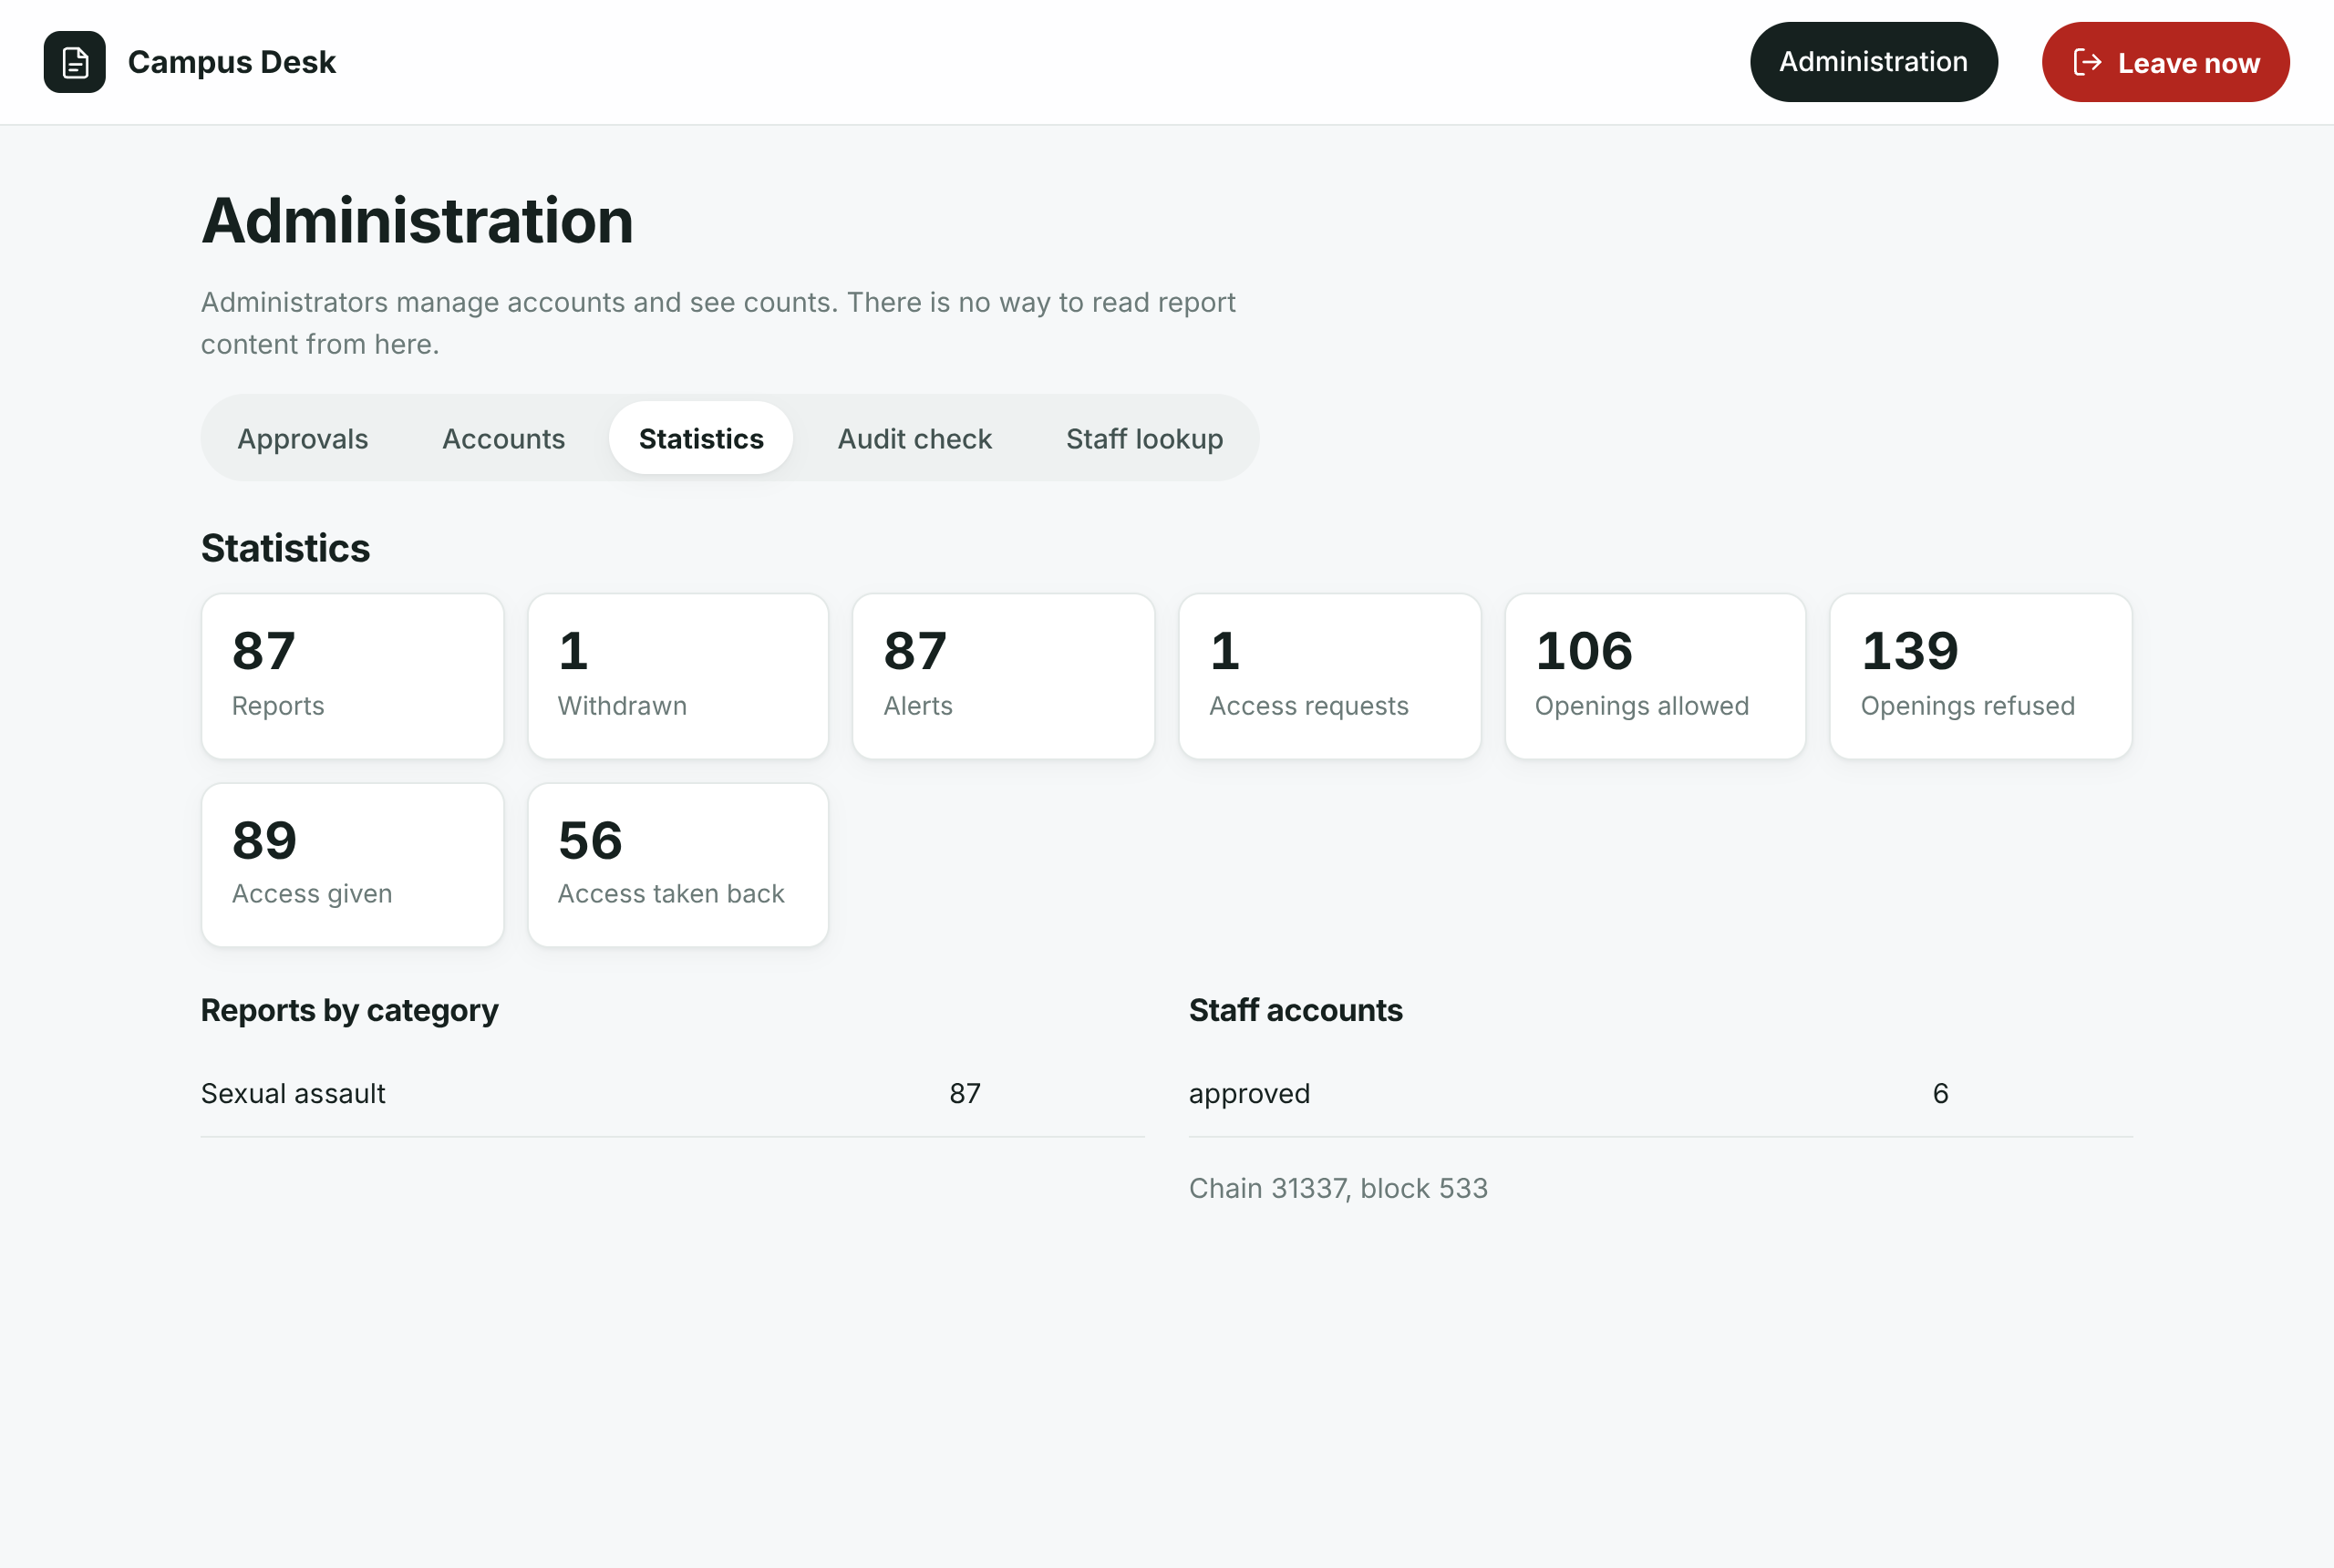 Campus Desk
Administration
Leave now
Administration
Administrators manage accounts and see counts. There is no way to read report
content from here.
Approvals
Accounts
Statistics
Audit check
Staff lookup
Statistics
87
Reports
1
Withdrawn
87
Alerts
1
Access requests
106
Openings allowed
139
Openings refused
89
Access given
56
Access taken back
Reports by category
Sexual assault 87
Staff accounts
approved 6
Chain 31337, block 533